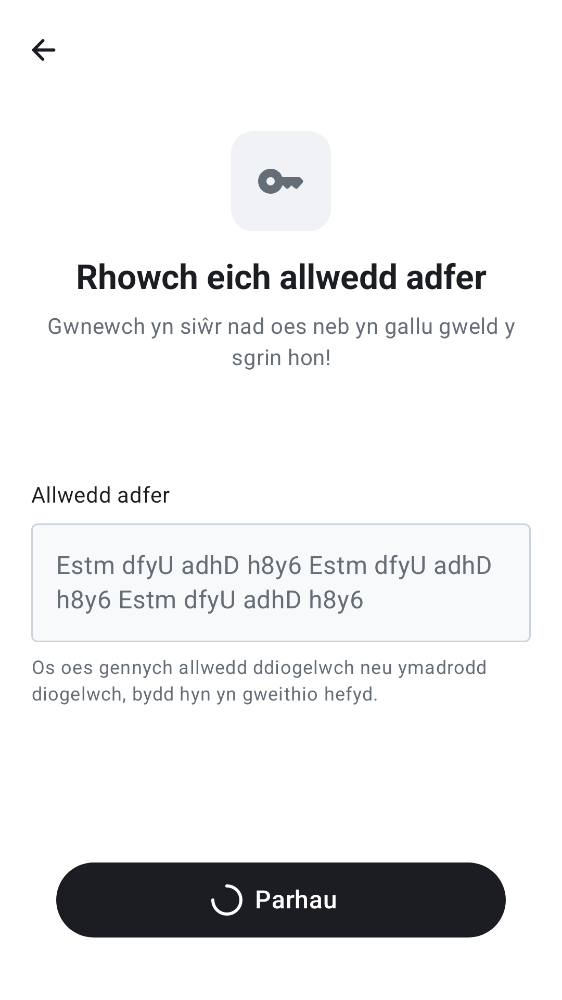 Rhowch eich allwedd adfer
Gwnewch yn siŵr nad oes neb yn gallu gweld y
sgrin hon!
Allwedd adfer
Estm dfyU adhD h8y6 Estm dfyU adhD
h8y6 Estm dfyU adhD h8y6
Os oes gennych allwedd ddiogelwch neu ymadrodd
diogelwch, bydd hyn yn gweithio hefyd.
Parhau